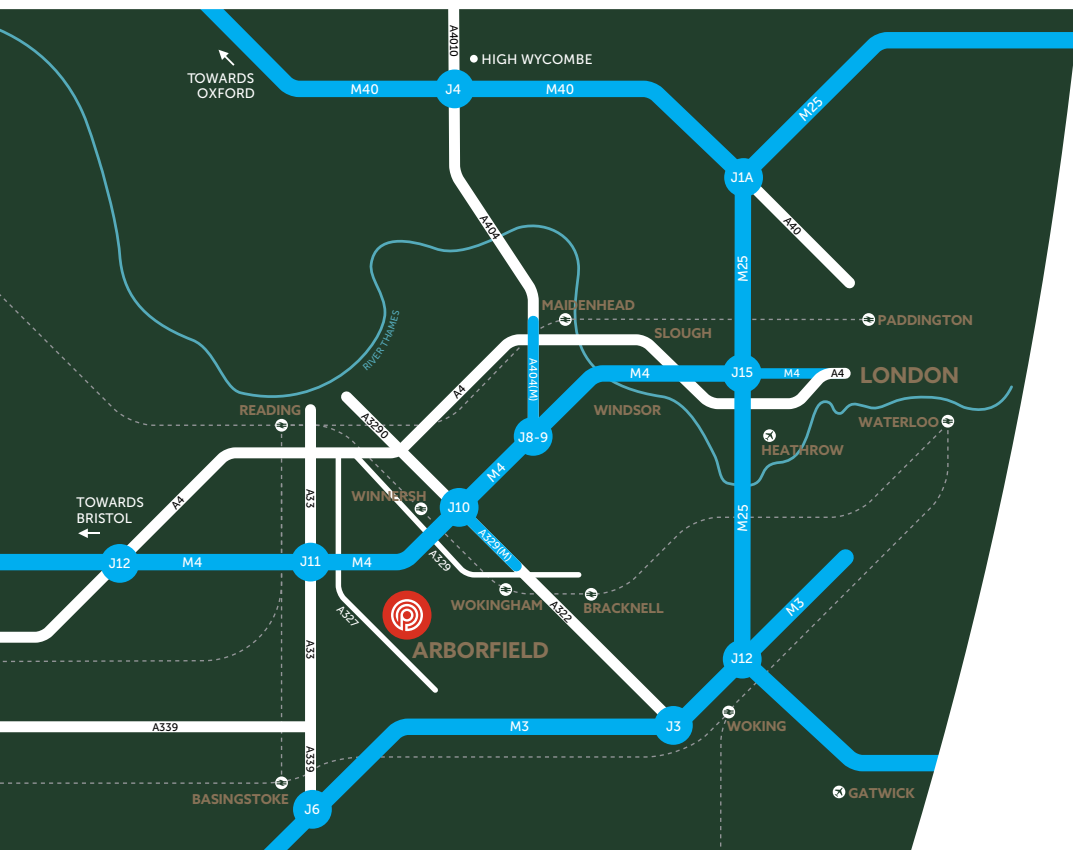 A4010
HIGH WYCOMBE
TOWARDS
OXFORD
M40
J4
M40
M25
J1A
A404
A40
M25
MAIDENHEAD
PADDINGTON
RIVER THAMES
SLOUGH
A404(M)
M4
J15
M4
A4
LONDON
A4
READING
A3290
WINDSOR
WATERLOO
J8-9
HEATHROW
M4
WINNERSH
A33
TOWARDS
BRISTOL
A4
J10
M25
A329(M)
J12
M4
J11
M4
A329
WOKINGHAM
BRACKNELL
A322
A327
M3
ARBORFIELD
A33
J12
A339
M3
J3
WOKING
A339
BASINGSTOKE
J6
GATWICK